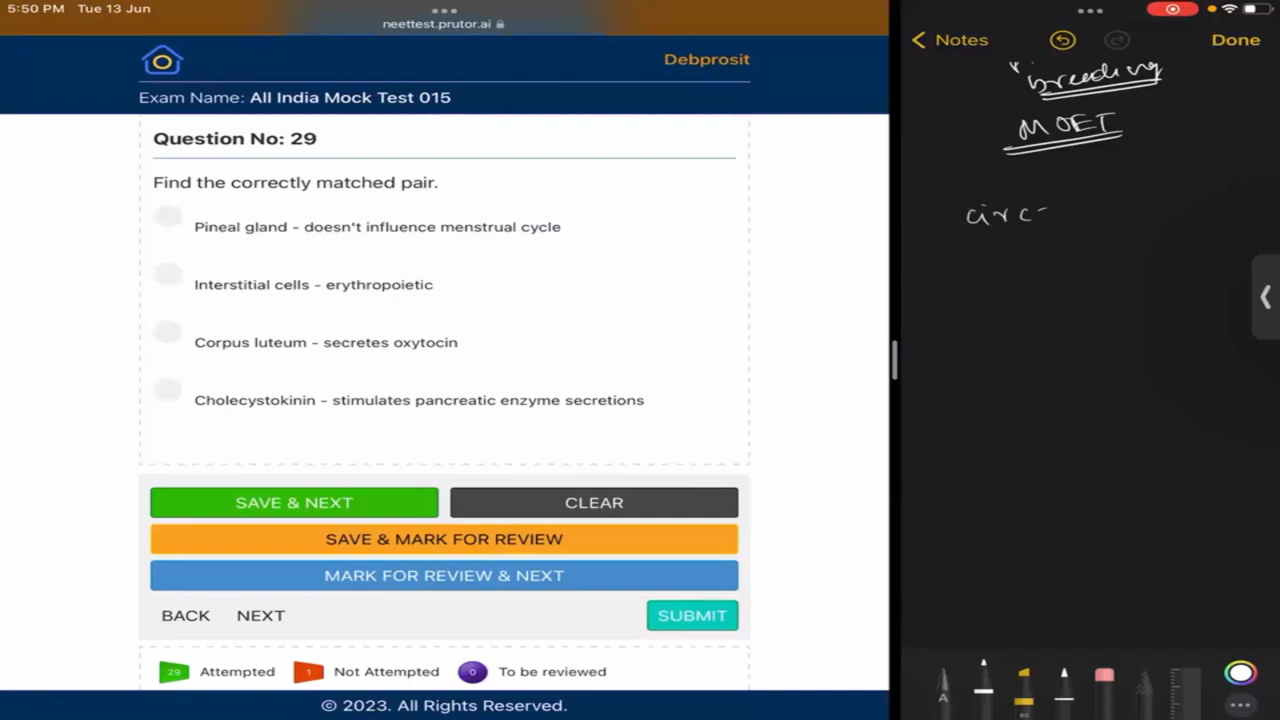 5:50 PM Tue 13 Jun
neettest.prutor.ai
Debprosit
Exam Name: All India Mock Test 015
Question No: 29
Find the correctly matched pair.
Pineal gland - doesn't influence menstrual cycle
Interstitial cells - erythropoietic
Corpus luteum - secretes oxytocin
Cholecystokinin - stimulates pancreatic enzyme secretions
SAVE & NEXT
CLEAR
SAVE & MARK FOR REVIEW
MARK FOR REVIEW & NEXT
BACK
NEXT
SUBMIT
29
Attempted
1
Not Attempted
0
To be reviewed
© 2023. All Rights Reserved.
Notes
Done
breeding
MOET
circ-
A